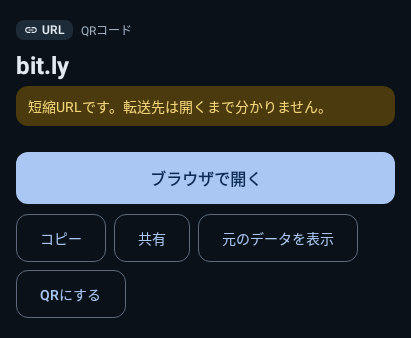 URL QRコード
bit.ly
短縮URLです。転送先は開くまで分かりません。
ブラウザで開く
コピー 共有 元のデータを表示
QRにする